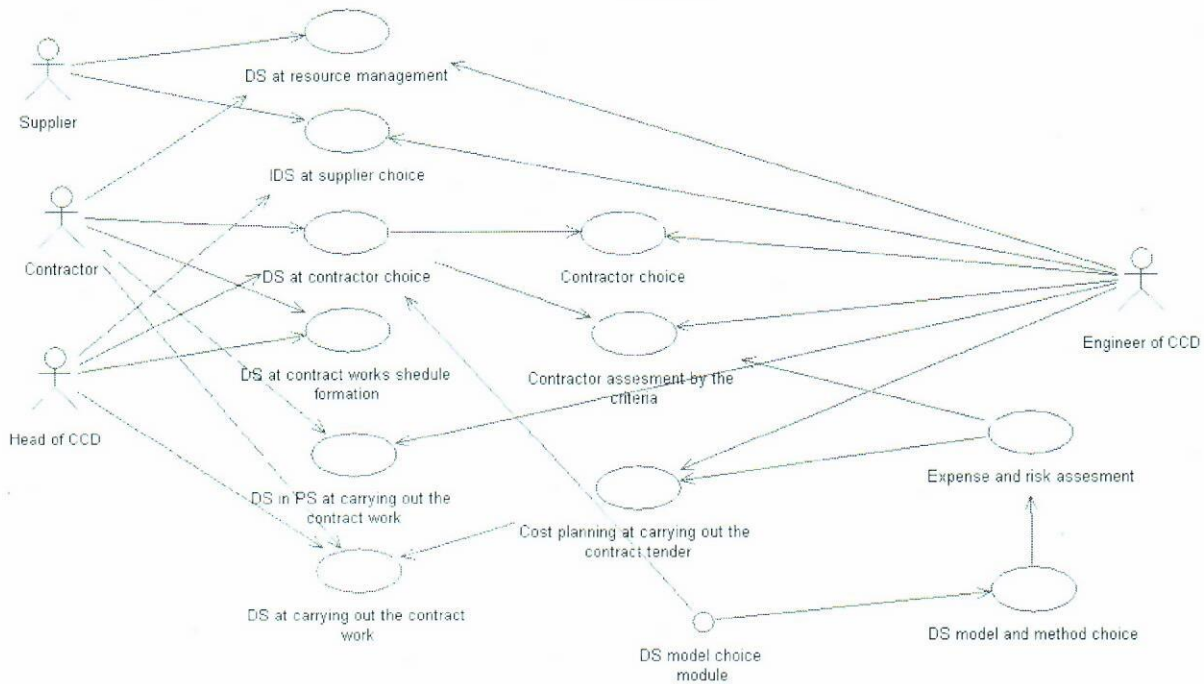 DS at resource management
Supplier
IDS at supplier choice
Contractor
DS at contractor choice
Contractor choice
Engineer of CCD
DS at contract works shedule
formation
Contractor assesment by the
criteria
Head of CCD
Expense and risk assesment
DS in PS at carrying out the
contract work
Cost planning at carrying out the
contract tender
DS at carrying out the contract
work
DS model choice
module
DS model and method choice